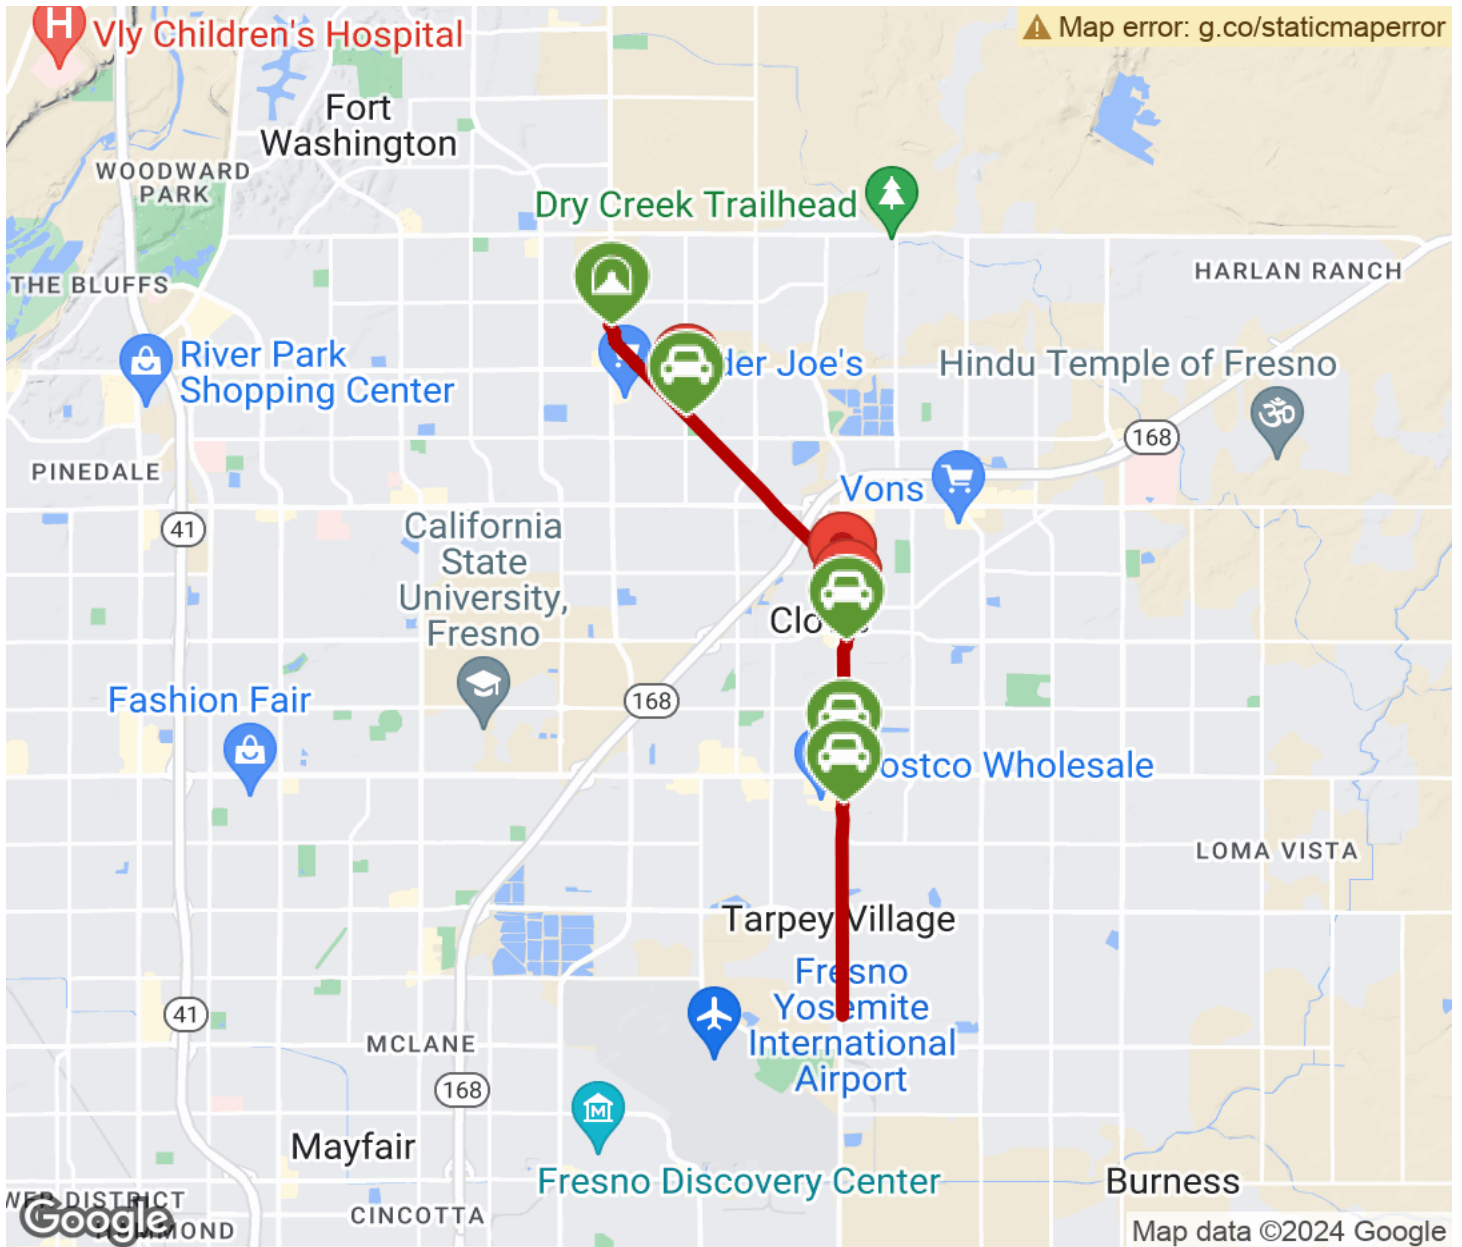 H
Vly Children's Hospital
Map error: g.co/staticmaperror
Fort
Washington
WOODWARD
PARK
Dry Creek Trailhead
THE BLUFFS
HARLAN RANCH
River Park
Shopping Center
der Joe's
Hindu Temple of Fresno
168
PINEDALE
Vons
41
California
State
University,
Fresno
Clo
168
Fashion Fair
ostco Wholesale
LOMA VISTA
Tarpey Village
Fresno
Yosemite
International
Airport
41
MCLANE
168
M
Mayfair
Fresno Discovery Center
Burness
DISTRICT
Google
CINCOTTA
MOND
Map data ©2024 Google